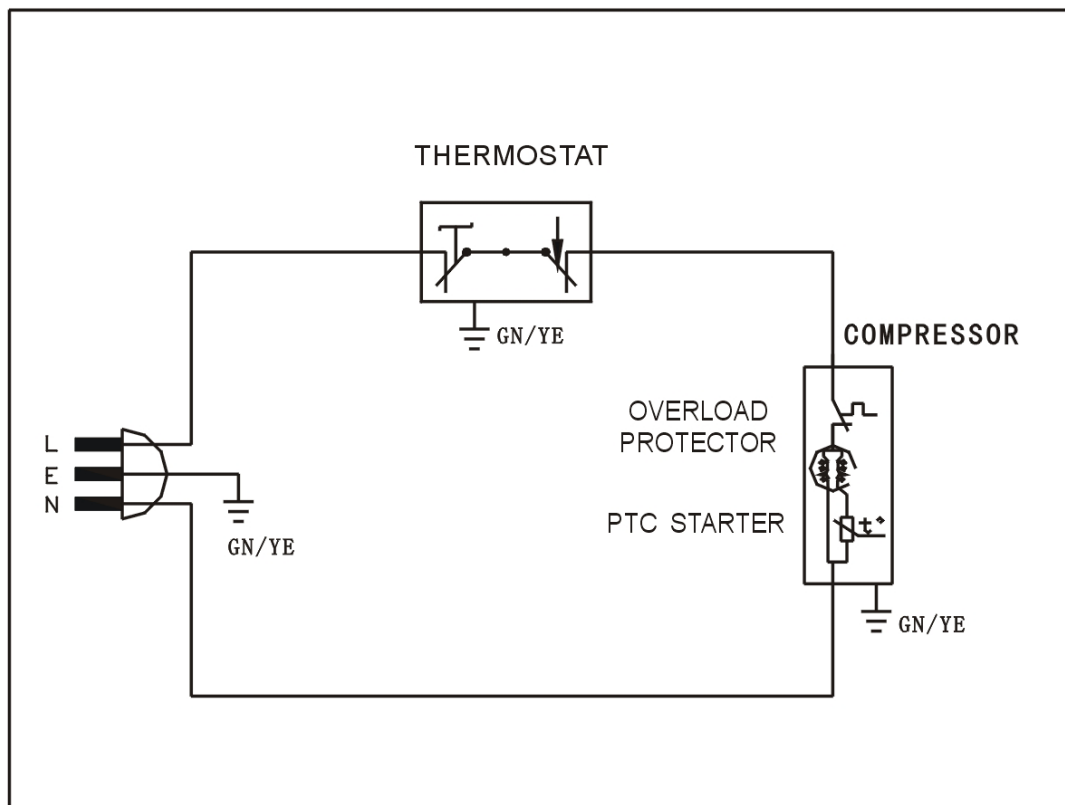 THERMOSTAT
GN/YE
COMPRESSOR
OVERLOAD
PROTECTOR
L
E
N
GN/YE
PTC STARTER
t°
GN/YE